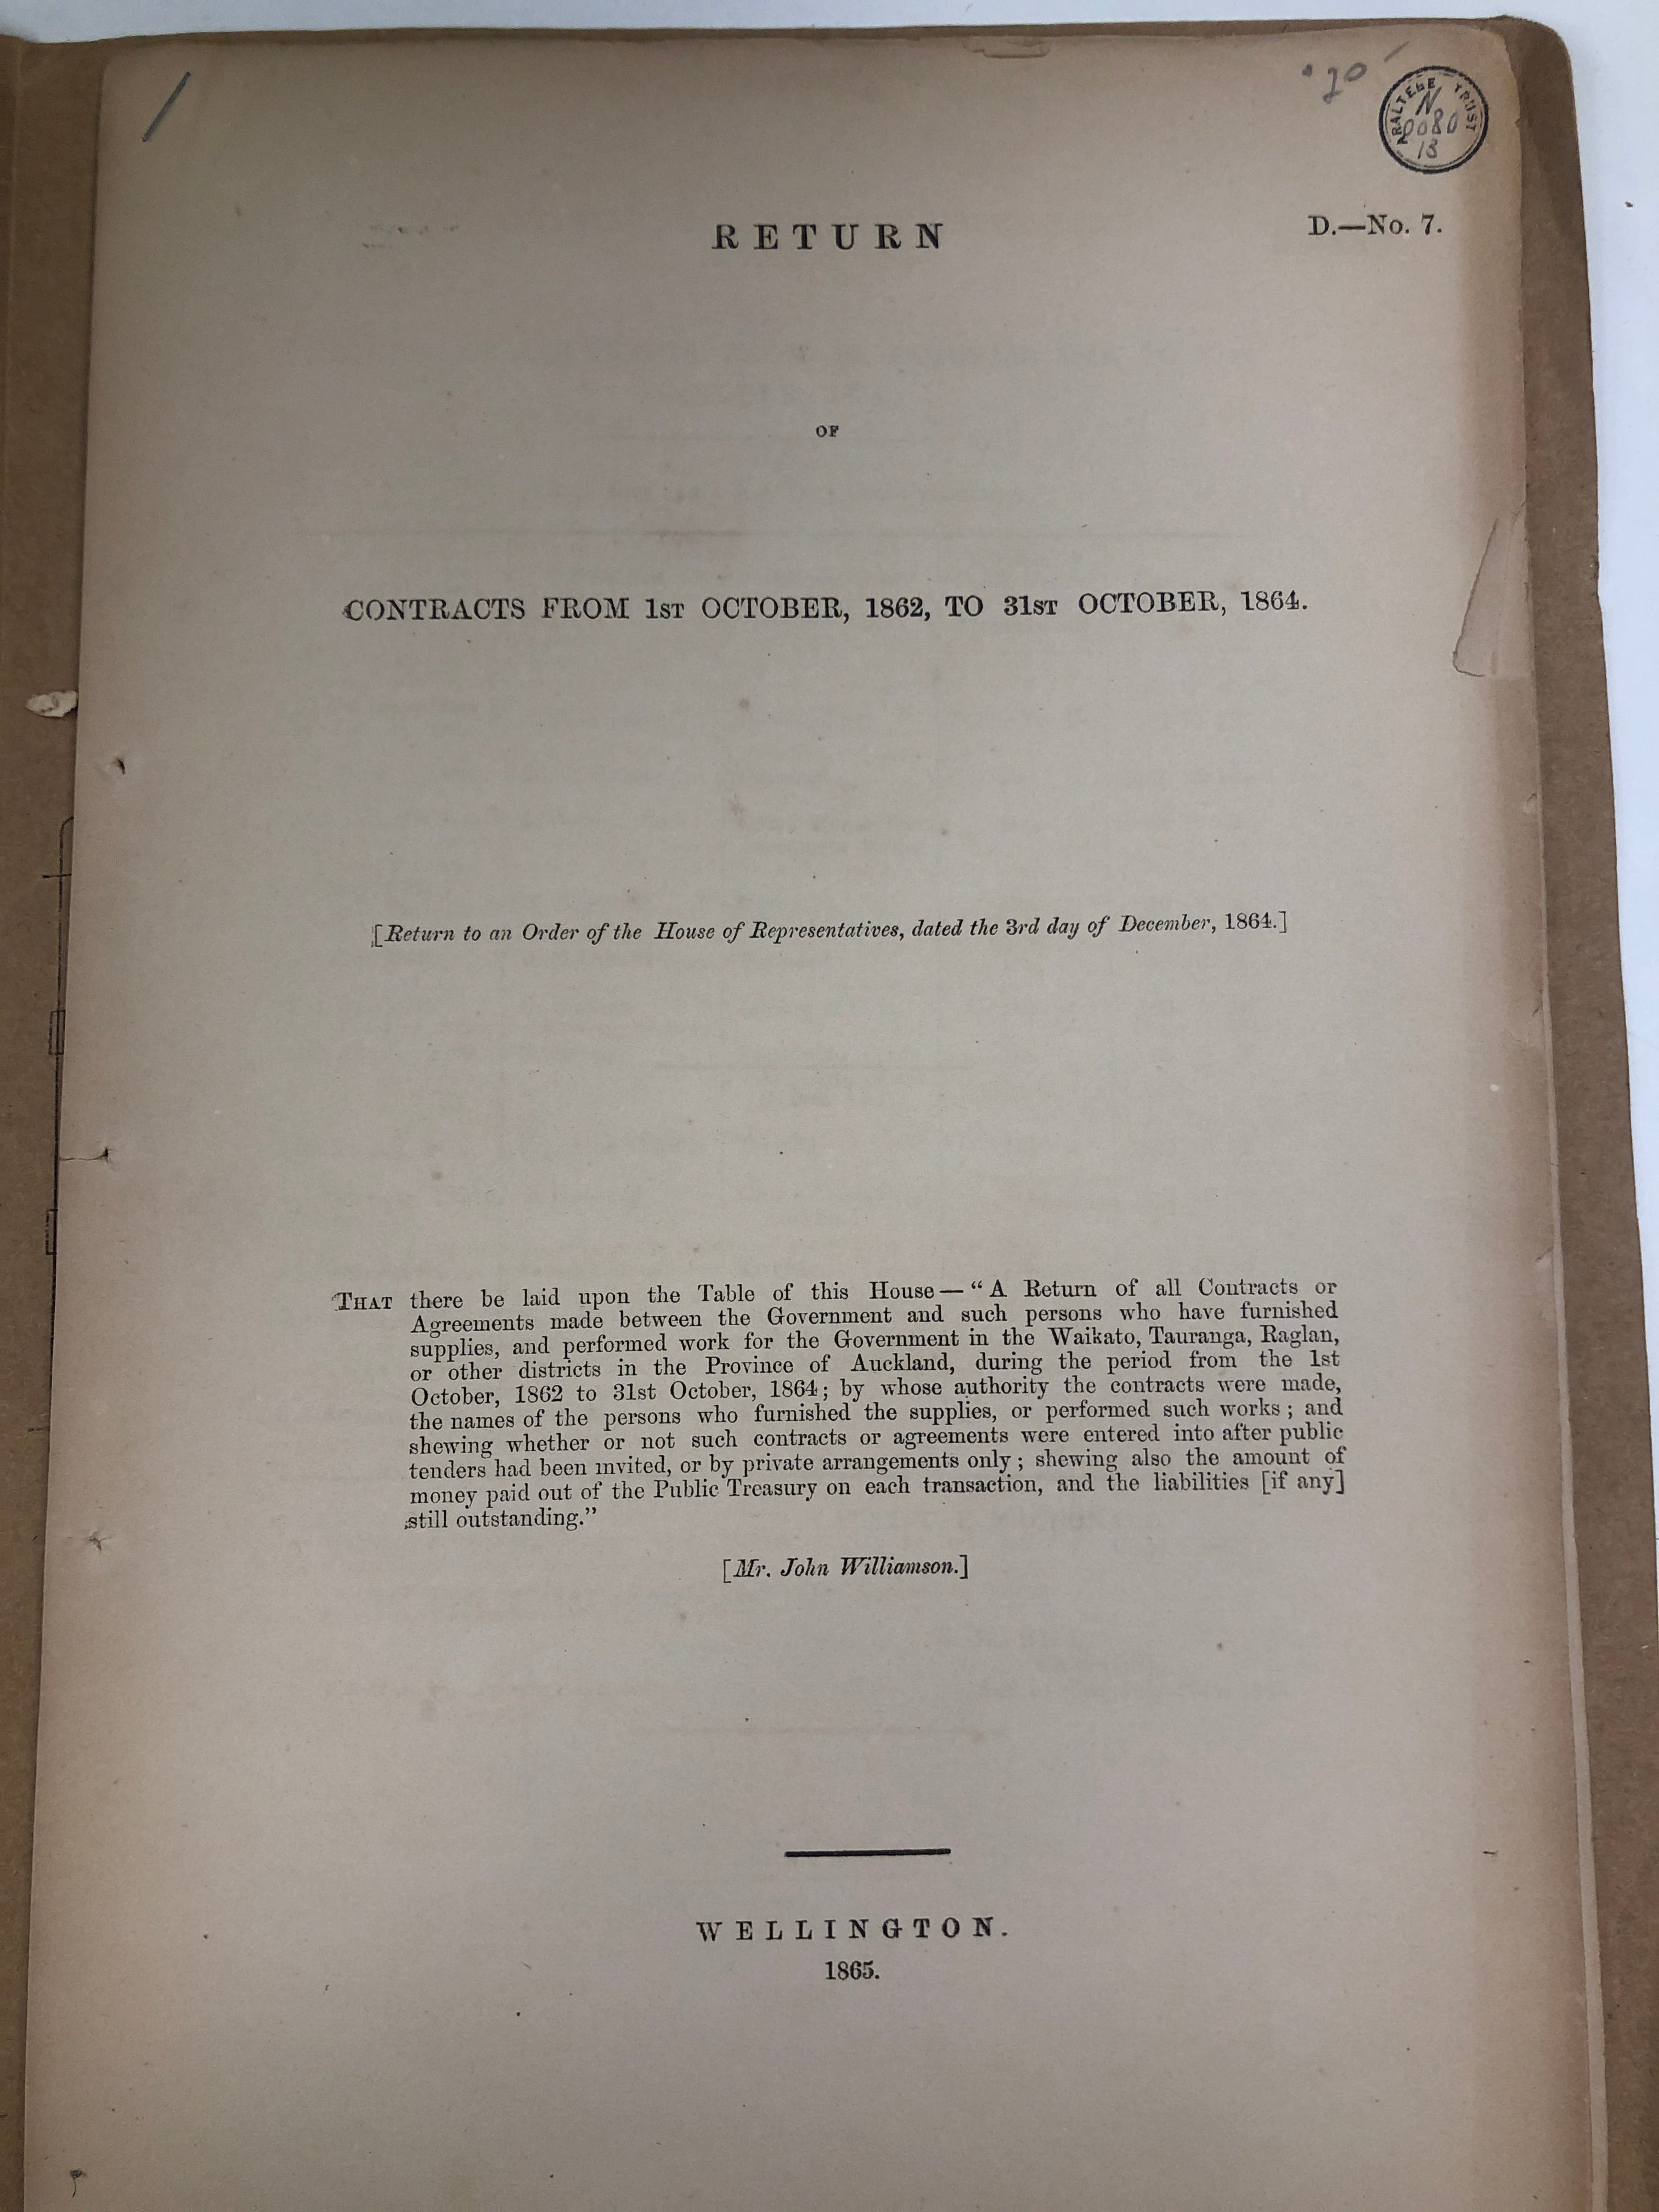 /
"70"
ARALTEBE TRUST
N
0080
13
D.—No. 7.
RETURN
OF
CONTRACTS FROM 1ST OCTOBER, 1862, TO 31ST OCTOBER, 1864.
[Return to an Order of the House of Representatives, dated the 3rd day of December, 1864.]
THAT there be laid upon the Table of this House — “ A Return of all Contracts or
Agreements made between the Government and such persons who have furnished
supplies, and performed work for the Government in the Waikato, Tauranga, Raglan,
or other districts in the Province of Auckland, during the period from the 1st
October, 1862 to 31st October, 1864 ; by whose authority the contracts were made,
the names of the persons who furnished the supplies, or performed such works ; and
shewing whether or not such contracts or agreements were entered into after public
tenders had been invited, or by private arrangements only ; shewing also the amount of
money paid out of the Public Treasury on each transaction, and the liabilities [if any]
still outstanding.”
[Mr. John Williamson.]
WELLINGTON.
1865.